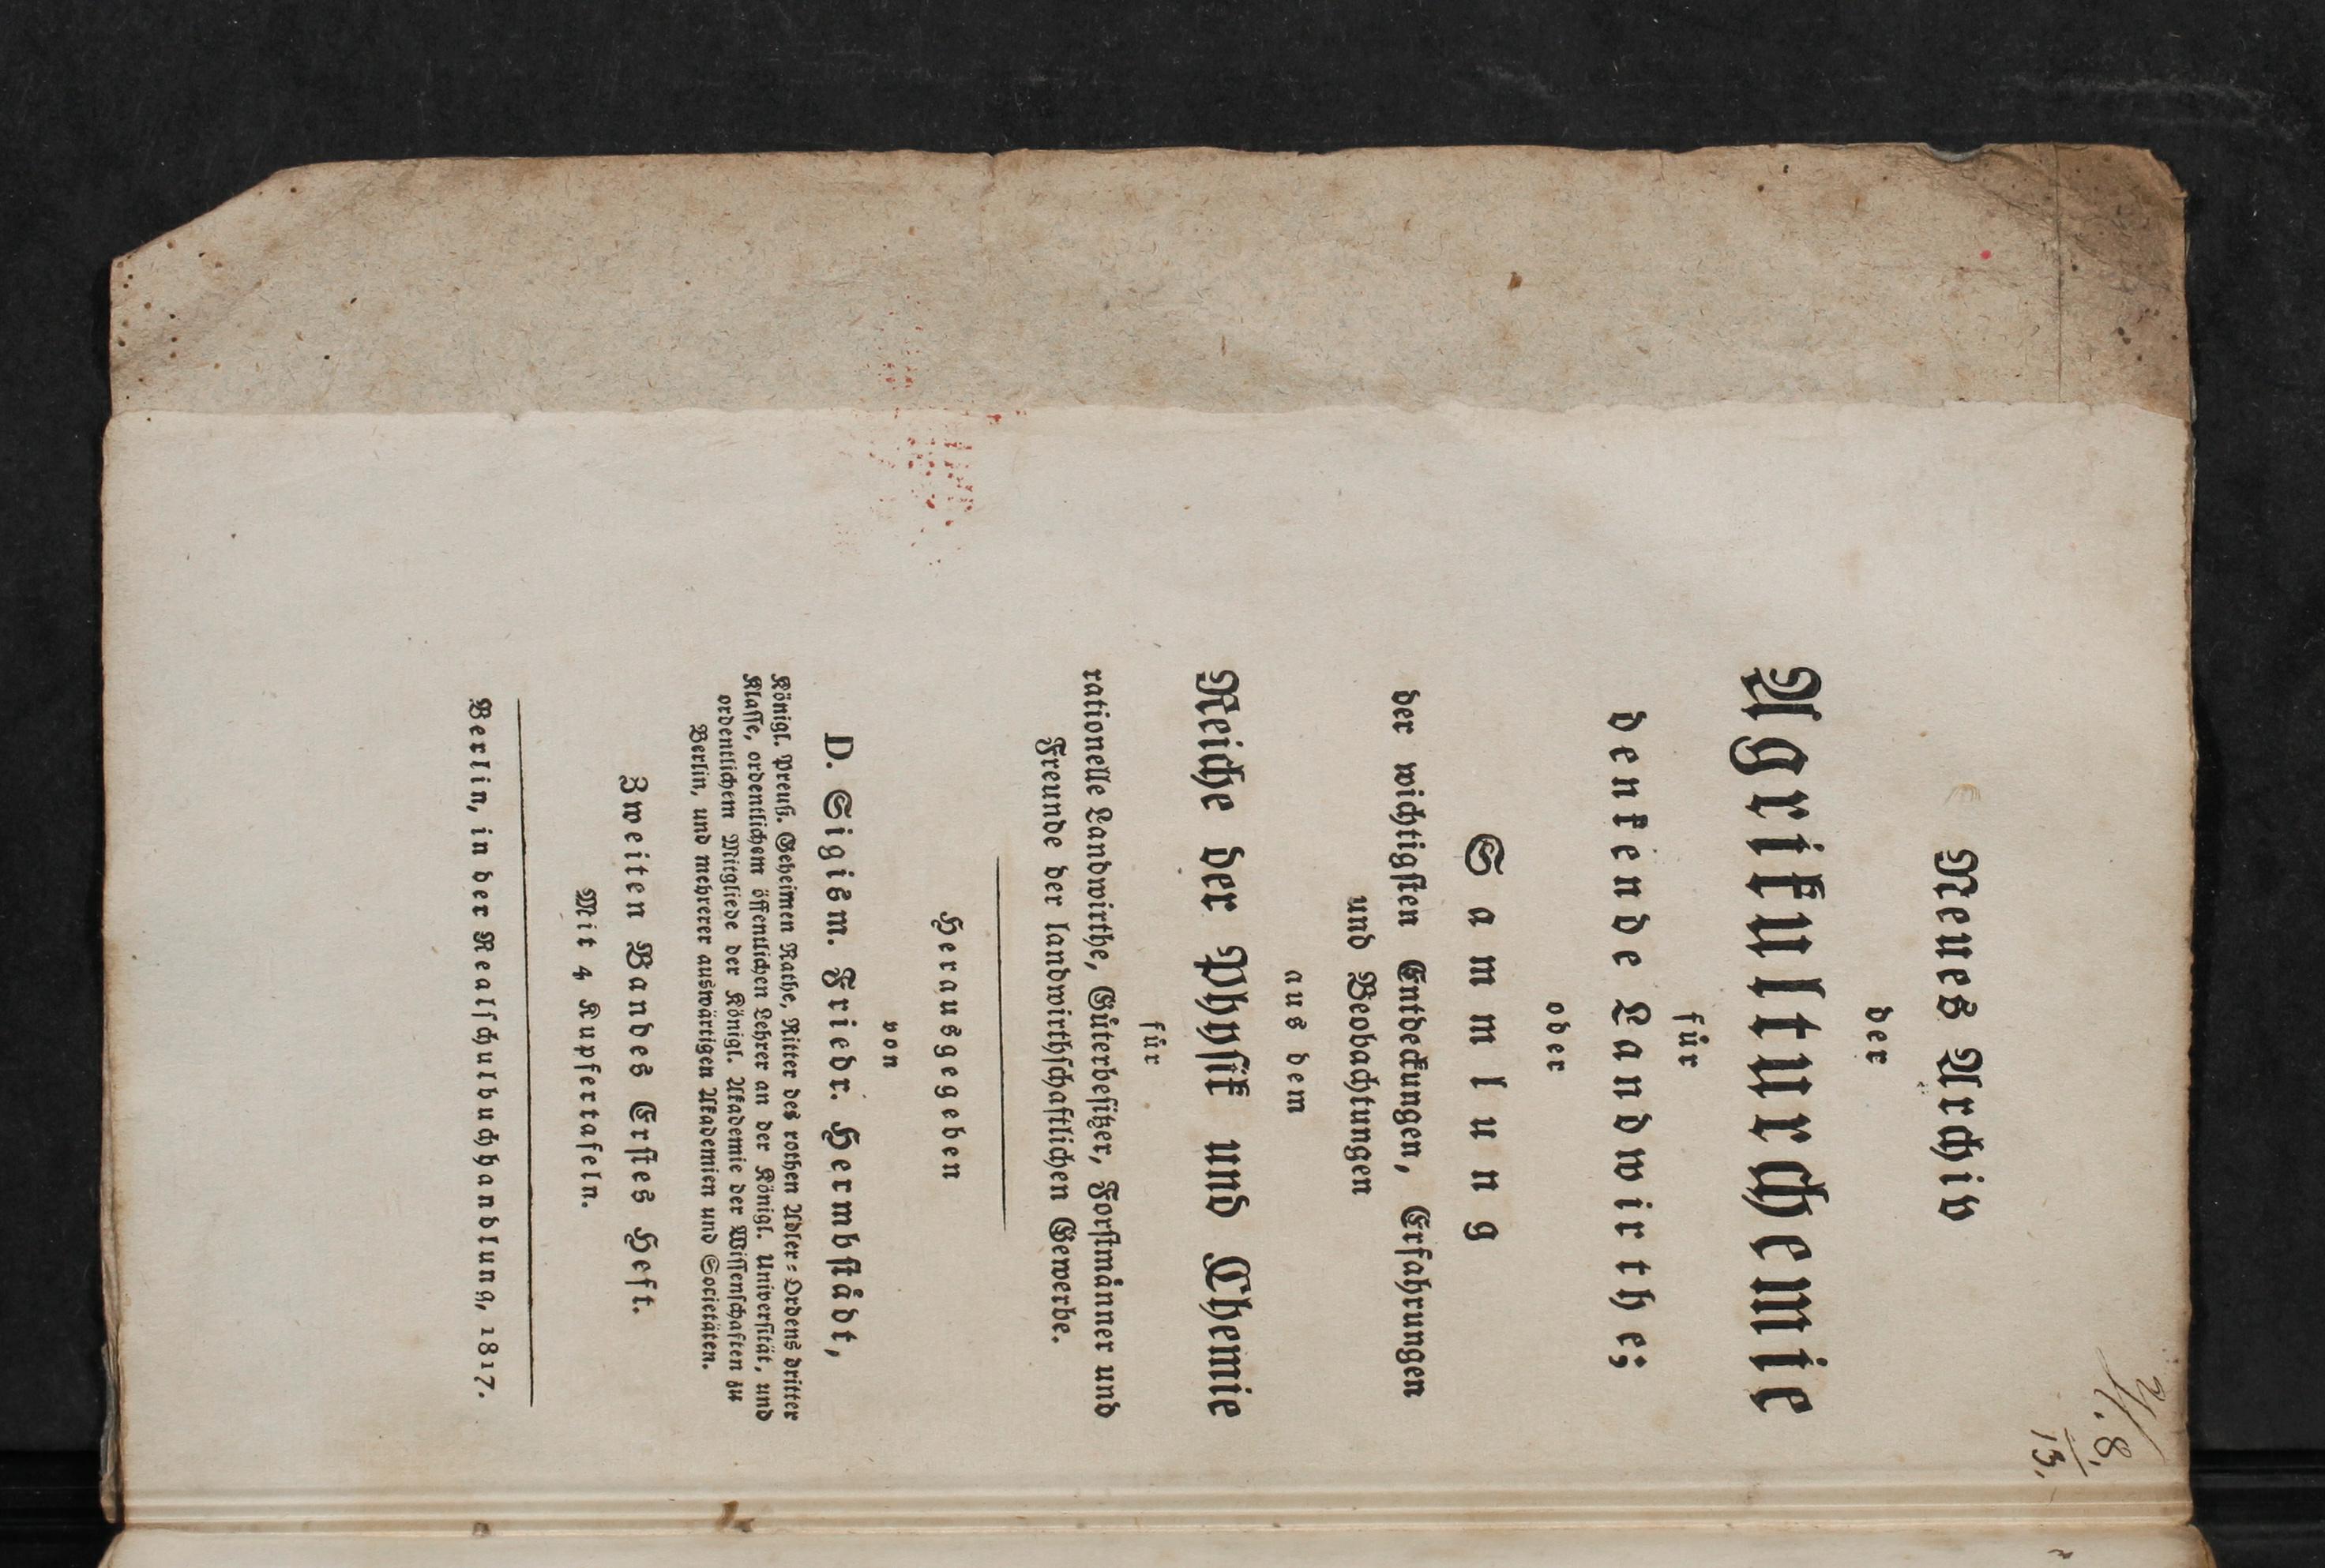 Neues Archiv
der
Agrikulturchemie
für
denkende Landwirthe;
oder
Sammlung
der wichtigsten Entdeckungen, Erfahrungen
und Beobachtungen
aus dem
Reiche der Physik und Chemie
für
rationelle Landwirthe, Güterbesitzer, Forstmänner und
Freunde der landwirthschaftlichen Gewerbe.
Herausgegeben
von
D. Sigism. Friedr. Hermbstädt,
Königl. Preuß. Geheimen Rathe, Ritter des rothen Adler-Ordens dritter
Klasse, ordentlichem öffentlichen Lehrer an der Königl. Universität, und
ordentlichem Mitgliede der Königl. Akademie der Wissenschaften zu
Berlin, und mehrerer auswärtigen Akademien und Societäten.
Zweiten Bandes Erstes Heft.
Mit 4 Kupfertafeln.
Berlin, in der Realschulbuchhandlung, 1817.